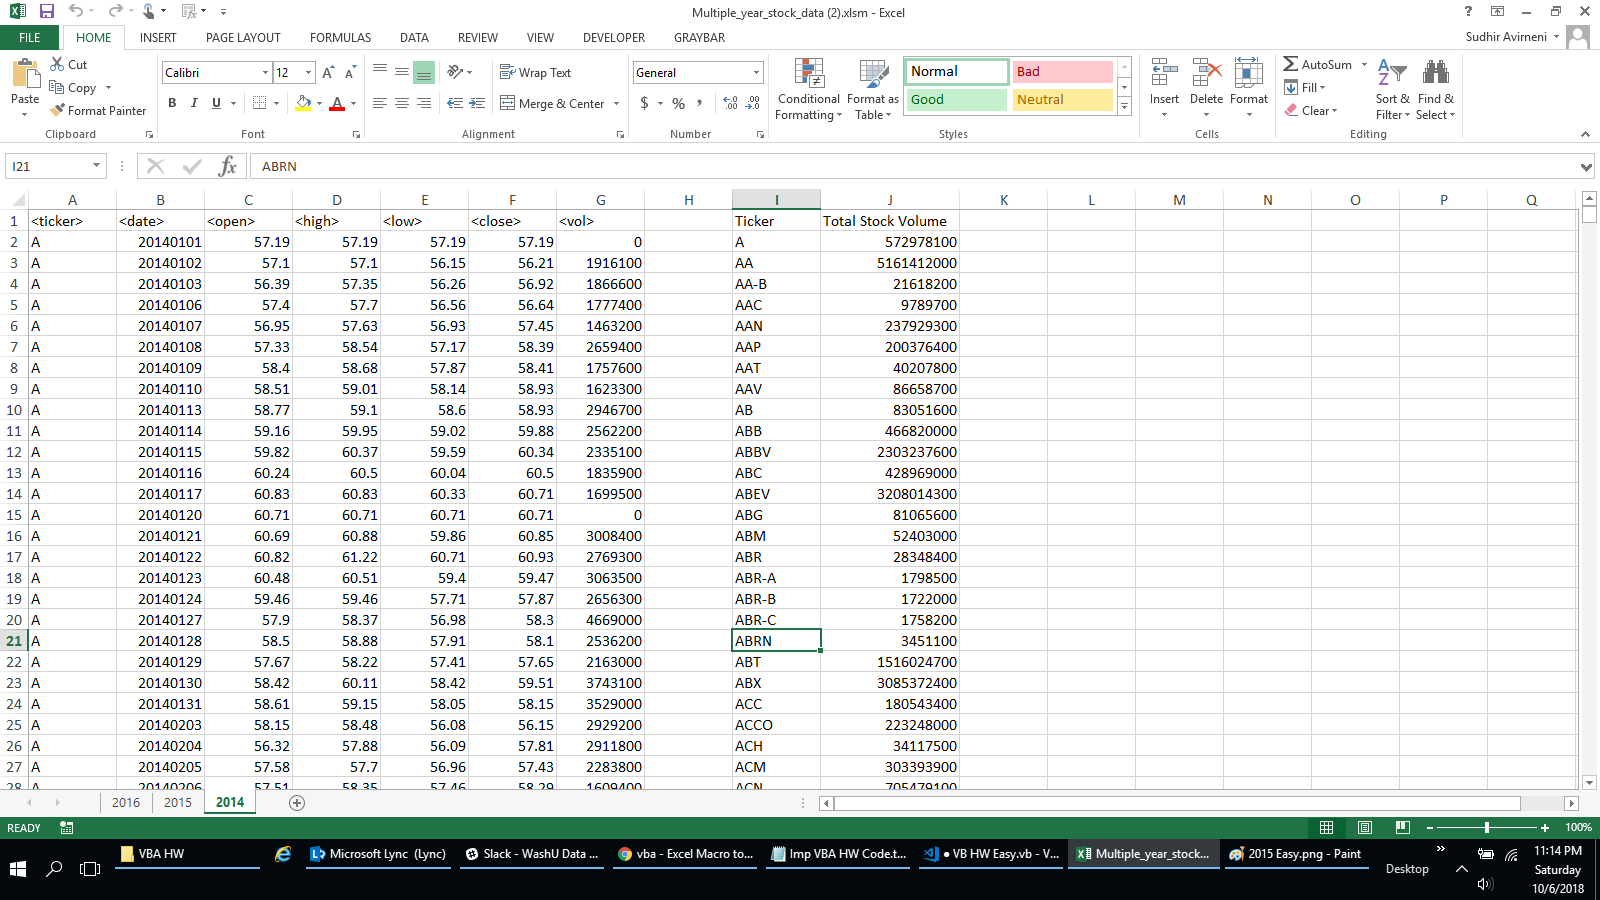 Multiple_year_stock_data (2).xlsm - Excel
FILE HOME INSERT PAGE LAYOUT FORMULAS DATA REVIEW VIEW DEVELOPER GRAYBAR Sudhir Avirneni
Paste Cut Copy Format Painter Clipboard
Calibri 12 B I U A Font
Wrap Text Merge & Center Alignment
General $ % , Number
Conditional Formatting Format as Table Normal Bad Good Neutral Styles
Insert Delete Format Cells
AutoSum Fill Clear Sort & Filter Find & Select Editing
I21 fx ABRN
A B C D E F G H I J K L M N O P Q
1 <ticker> <date> <open> <high> <low> <close> <vol> Ticker Total Stock Volume
2 A 20140101 57.19 57.19 57.19 57.19 0 A 572978100
3 A 20140102 57.1 57.1 56.15 56.21 1916100 AA 5161412000
4 A 20140103 56.39 57.35 56.26 56.92 1866600 AA-B 21618200
5 A 20140106 57.4 57.7 56.56 56.64 1777400 AAC 9789700
6 A 20140107 56.95 57.63 56.93 57.45 1463200 AAN 237929300
7 A 20140108 57.33 58.54 57.17 58.39 2659400 AAP 200376400
8 A 20140109 58.4 58.68 57.87 58.41 1757600 AAT 40207800
9 A 20140110 58.51 59.01 58.14 58.93 1623300 AAV 86658700
10 A 20140113 58.77 59.1 58.6 58.93 2946700 AB 83051600
11 A 20140114 59.16 59.95 59.02 59.88 2562200 ABB 466820000
12 A 20140115 59.82 60.37 59.59 60.34 2335100 ABBV 2303237600
13 A 20140116 60.24 60.5 60.04 60.5 1835900 ABC 428969000
14 A 20140117 60.83 60.83 60.33 60.71 1699500 ABEV 3208014300
15 A 20140120 60.71 60.71 60.71 60.71 0 ABG 81065600
16 A 20140121 60.69 60.88 59.86 60.85 3008400 ABM 52403000
17 A 20140122 60.82 61.22 60.71 60.93 2769300 ABR 28348400
18 A 20140123 60.48 60.51 59.4 59.47 3063500 ABR-A 1798500
19 A 20140124 59.46 59.46 57.71 57.87 2656300 ABR-B 1722000
20 A 20140127 57.9 58.37 56.98 58.3 4669000 ABR-C 1758200
21 A 20140128 58.5 58.88 57.91 58.1 2536200 ABRN 3451100
22 A 20140129 57.67 58.22 57.41 57.65 2163000 ABT 1516024700
23 A 20140130 58.42 60.11 58.42 59.51 3743100 ABX 3085372400
24 A 20140131 58.61 59.15 58.05 58.15 3529000 ACC 180543400
25 A 20140203 58.15 58.48 56.08 56.15 2929200 ACCO 223248000
26 A 20140204 56.32 57.88 56.09 57.81 2911800 ACH 34117500
27 A 20140205 57.58 57.7 56.96 57.43 2283800 ACM 303393900
28 A 20140206 57.51 58.35 57.46 58.29 1609400 ACN 705479100
2016 2015 2014
READY 100%
VBA HW Microsoft Lync (Lync) Slack - WashU Data ... vba - Excel Macro to... Imp VBA HW Code.t... ● VB HW Easy.vb - V... Multiple_year_stock... 2015 Easy.png - Paint Desktop
11:14 PM
Saturday
10/6/2018